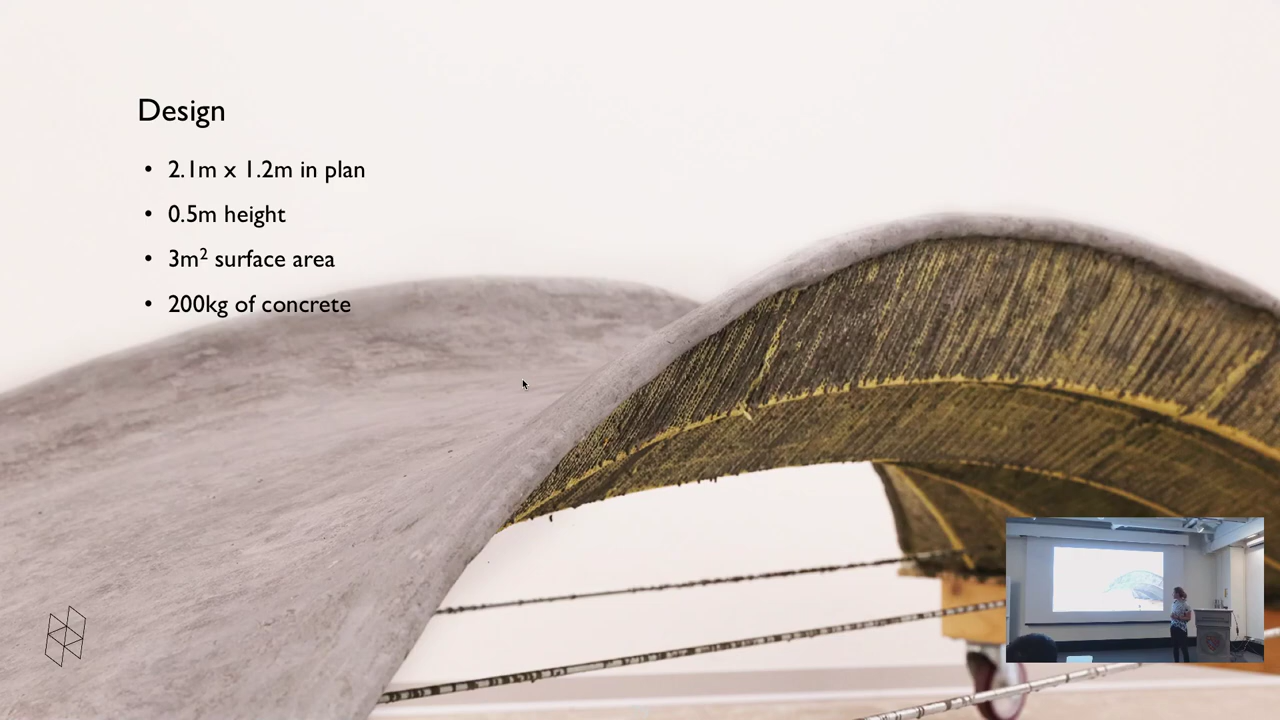 Design
• 2.1m x 1.2m in plan
• 0.5m height
• 3m² surface area
• 200kg of concrete